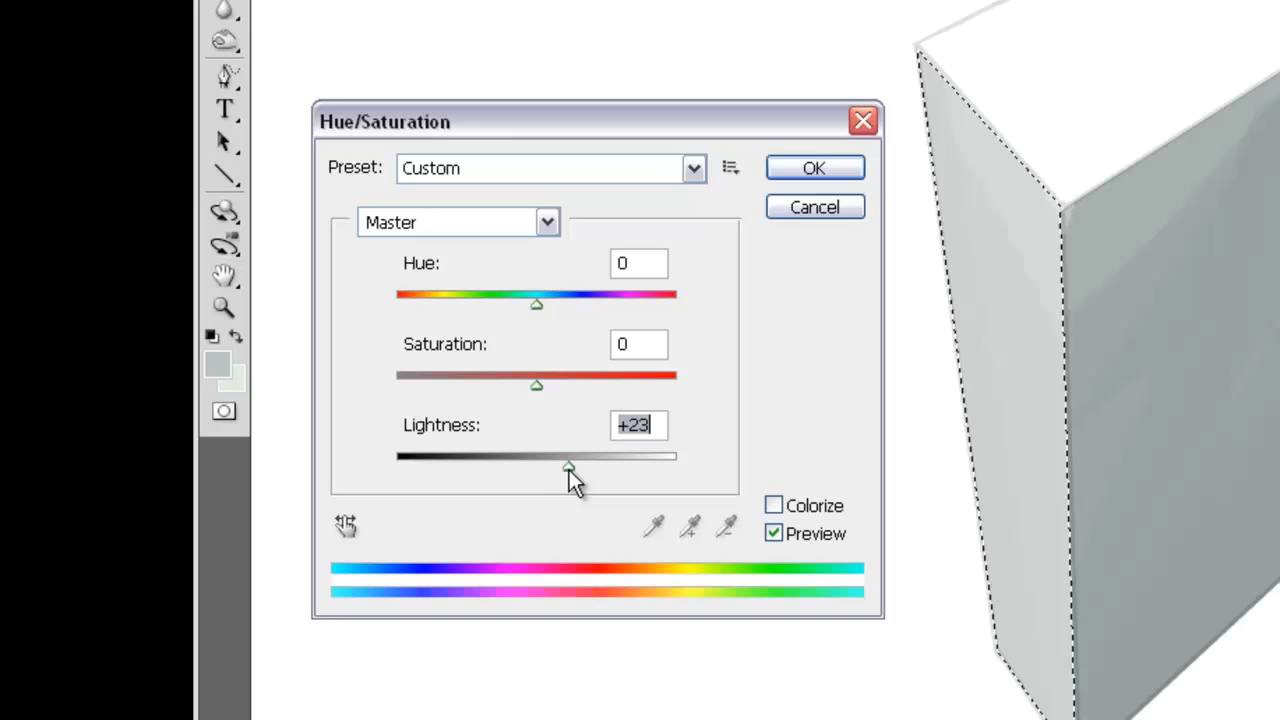 Hue/Saturation
Preset: Custom
OK
Cancel
Master
Hue: 0
Saturation: 0
Lightness: +23
Colorize
Preview
T